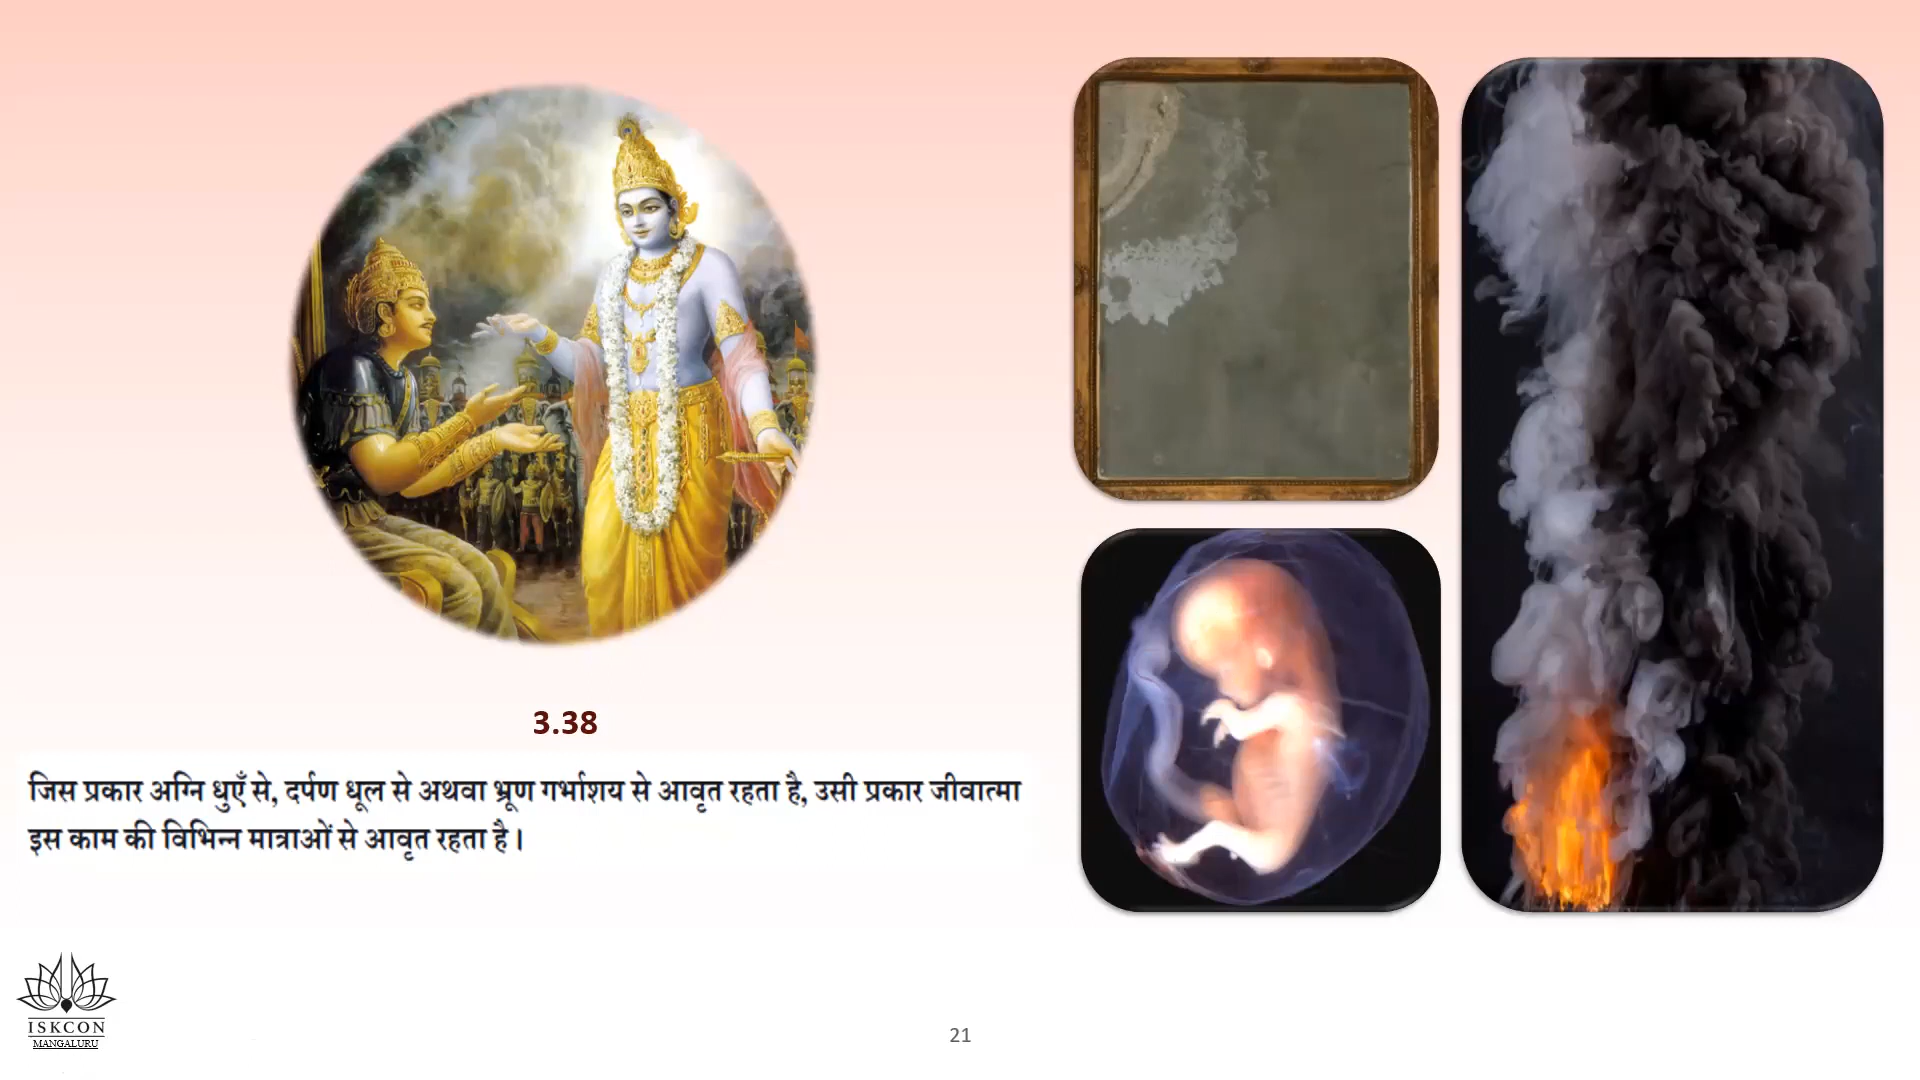 3.38
जिस प्रकार अग्नि धुएँ से, दर्पण धूल से अथवा भ्रूण गर्भाशय से आवृत रहता है, उसी प्रकार जीवात्मा
इस काम की विभिन्न मात्राओं से आवृत रहता है।
ISKCON
MANGALURU
21